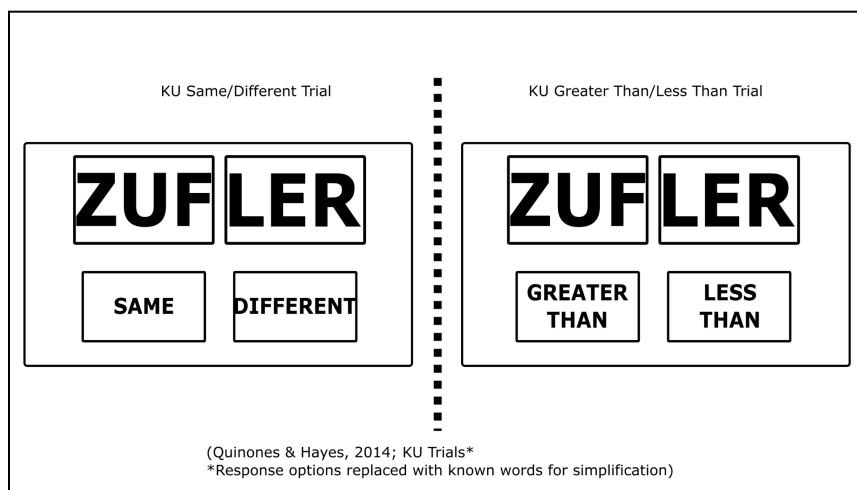 KU Same/Different Trial
ZUF LER
SAME DIFFERENT
KU Greater Than/Less Than Trial
ZUF LER
GREATER THAN
LESS THAN
(Quinones & Hayes, 2014; KU Trials*
*Response options replaced with known words for simplification)